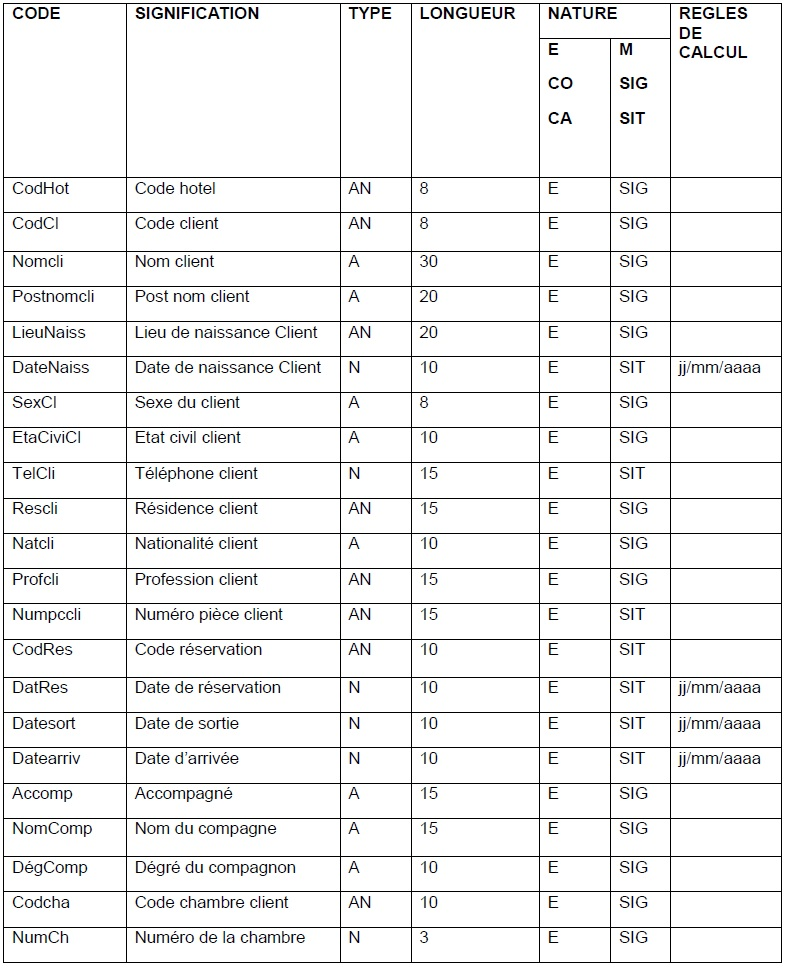 CODE SIGNIFICATION TYPE LONGUEUR NATURE REGLES
DE
CALCUL
E M
CO SIG
CA SIT
CodHot Code hotel AN 8 E SIG
CodCl Code client AN 8 E SIG
Nomcli Nom client A 30 E SIG
Postnomcli Post nom client A 20 E SIG
LieuNaiss Lieu de naissance Client AN 20 E SIG
DateNaiss Date de naissance Client N 10 E SIT jj/mm/aaaa
SexCl Sexe du client A 8 E SIG
EtaCiviCl Etat civil client A 10 E SIG
TelCli Téléphone client N 15 E SIT
Rescli Résidence client AN 15 E SIG
Natcli Nationalité client A 10 E SIG
Profcli Profession client AN 15 E SIG
Numpccli Numéro pièce client AN 15 E SIT
CodRes Code réservation AN 10 E SIT
DatRes Date de réservation N 10 E SIT jj/mm/aaaa
Datesort Date de sortie N 10 E SIT jj/mm/aaaa
Datearriv Date d’arrivée N 10 E SIT jj/mm/aaaa
Accomp Accompagné A 15 E SIG
NomComp Nom du compagne A 15 E SIG
DégComp Dégré du compagnon A 10 E SIG
Codcha Code chambre client AN 10 E SIG
NumCh Numéro de la chambre N 3 E SIG